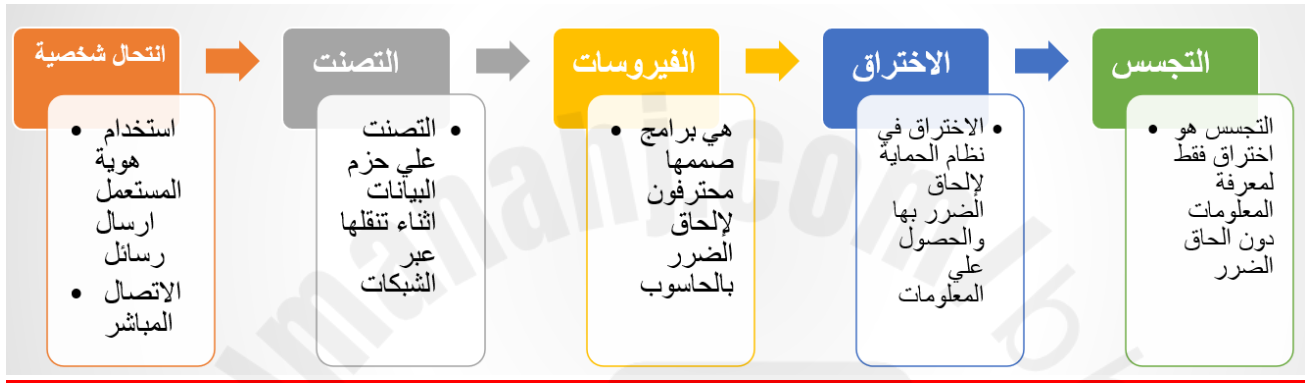 انتحال شخصية
• استخدام
هوية
المستعمل
ارسال
رسائل
• الاتصال
المباشر
التصنت
• التصنت
علي حزم
البيانات
اثناء تنقلها
عبر
الشبكات
الفيروسات
• هي برامج
صممها
محترفون
لإلحاق
الضرر
بالحاسوب
الاختراق
• الاختراق في
نظام الحماية
لإلحاق
الضرر بها
والحصول
علي
المعلومات
التجسس
• التجسس هو
اختراق فقط
لمعرفة
المعلومات
دون الحاق
الضرر
almanahj.com/b